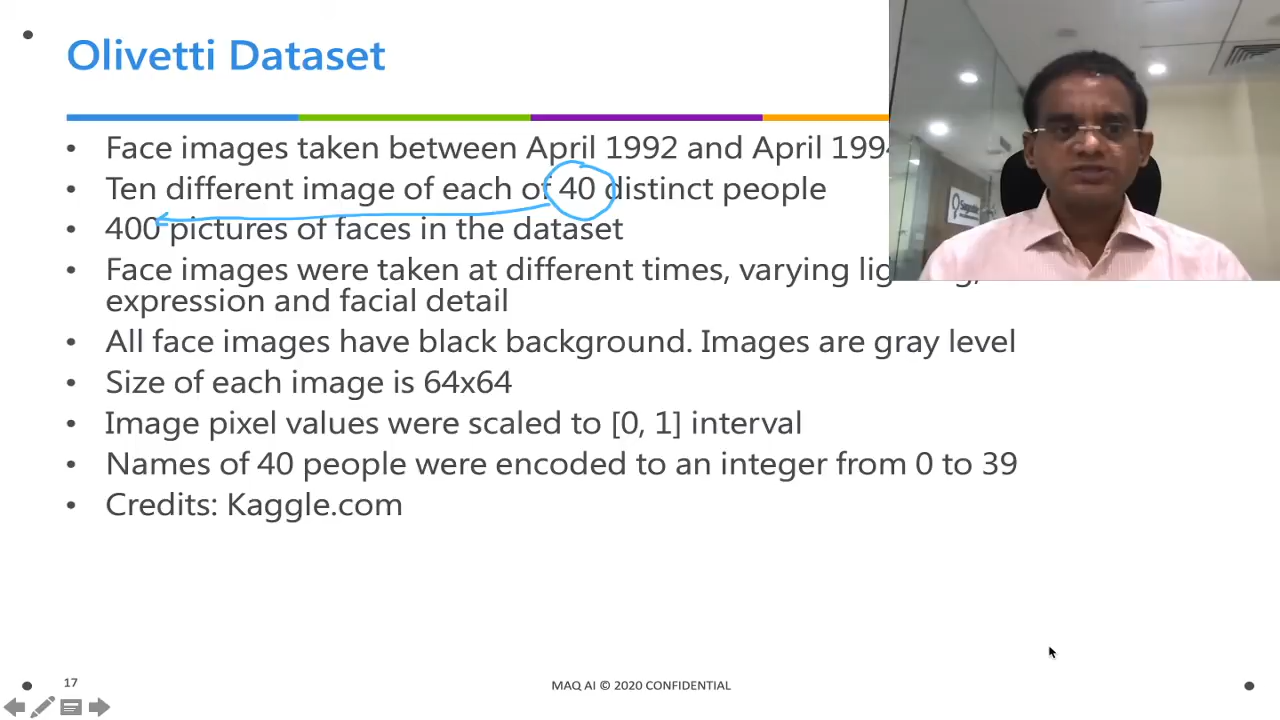 Olivetti Dataset
• Face images taken between April 1992 and April 1994
• Ten different image of each of 40 distinct people
• 400 pictures of faces in the dataset
• Face images were taken at different times, varying
expression and facial detail
• All face images have black background. Images are gray level
• Size of each image is 64x64
• Image pixel values were scaled to [0, 1] interval
• Names of 40 people were encoded to an integer from 0 to 39
• Credits: Kaggle.com
17
MAQ AI © 2020 CONFIDENTIAL